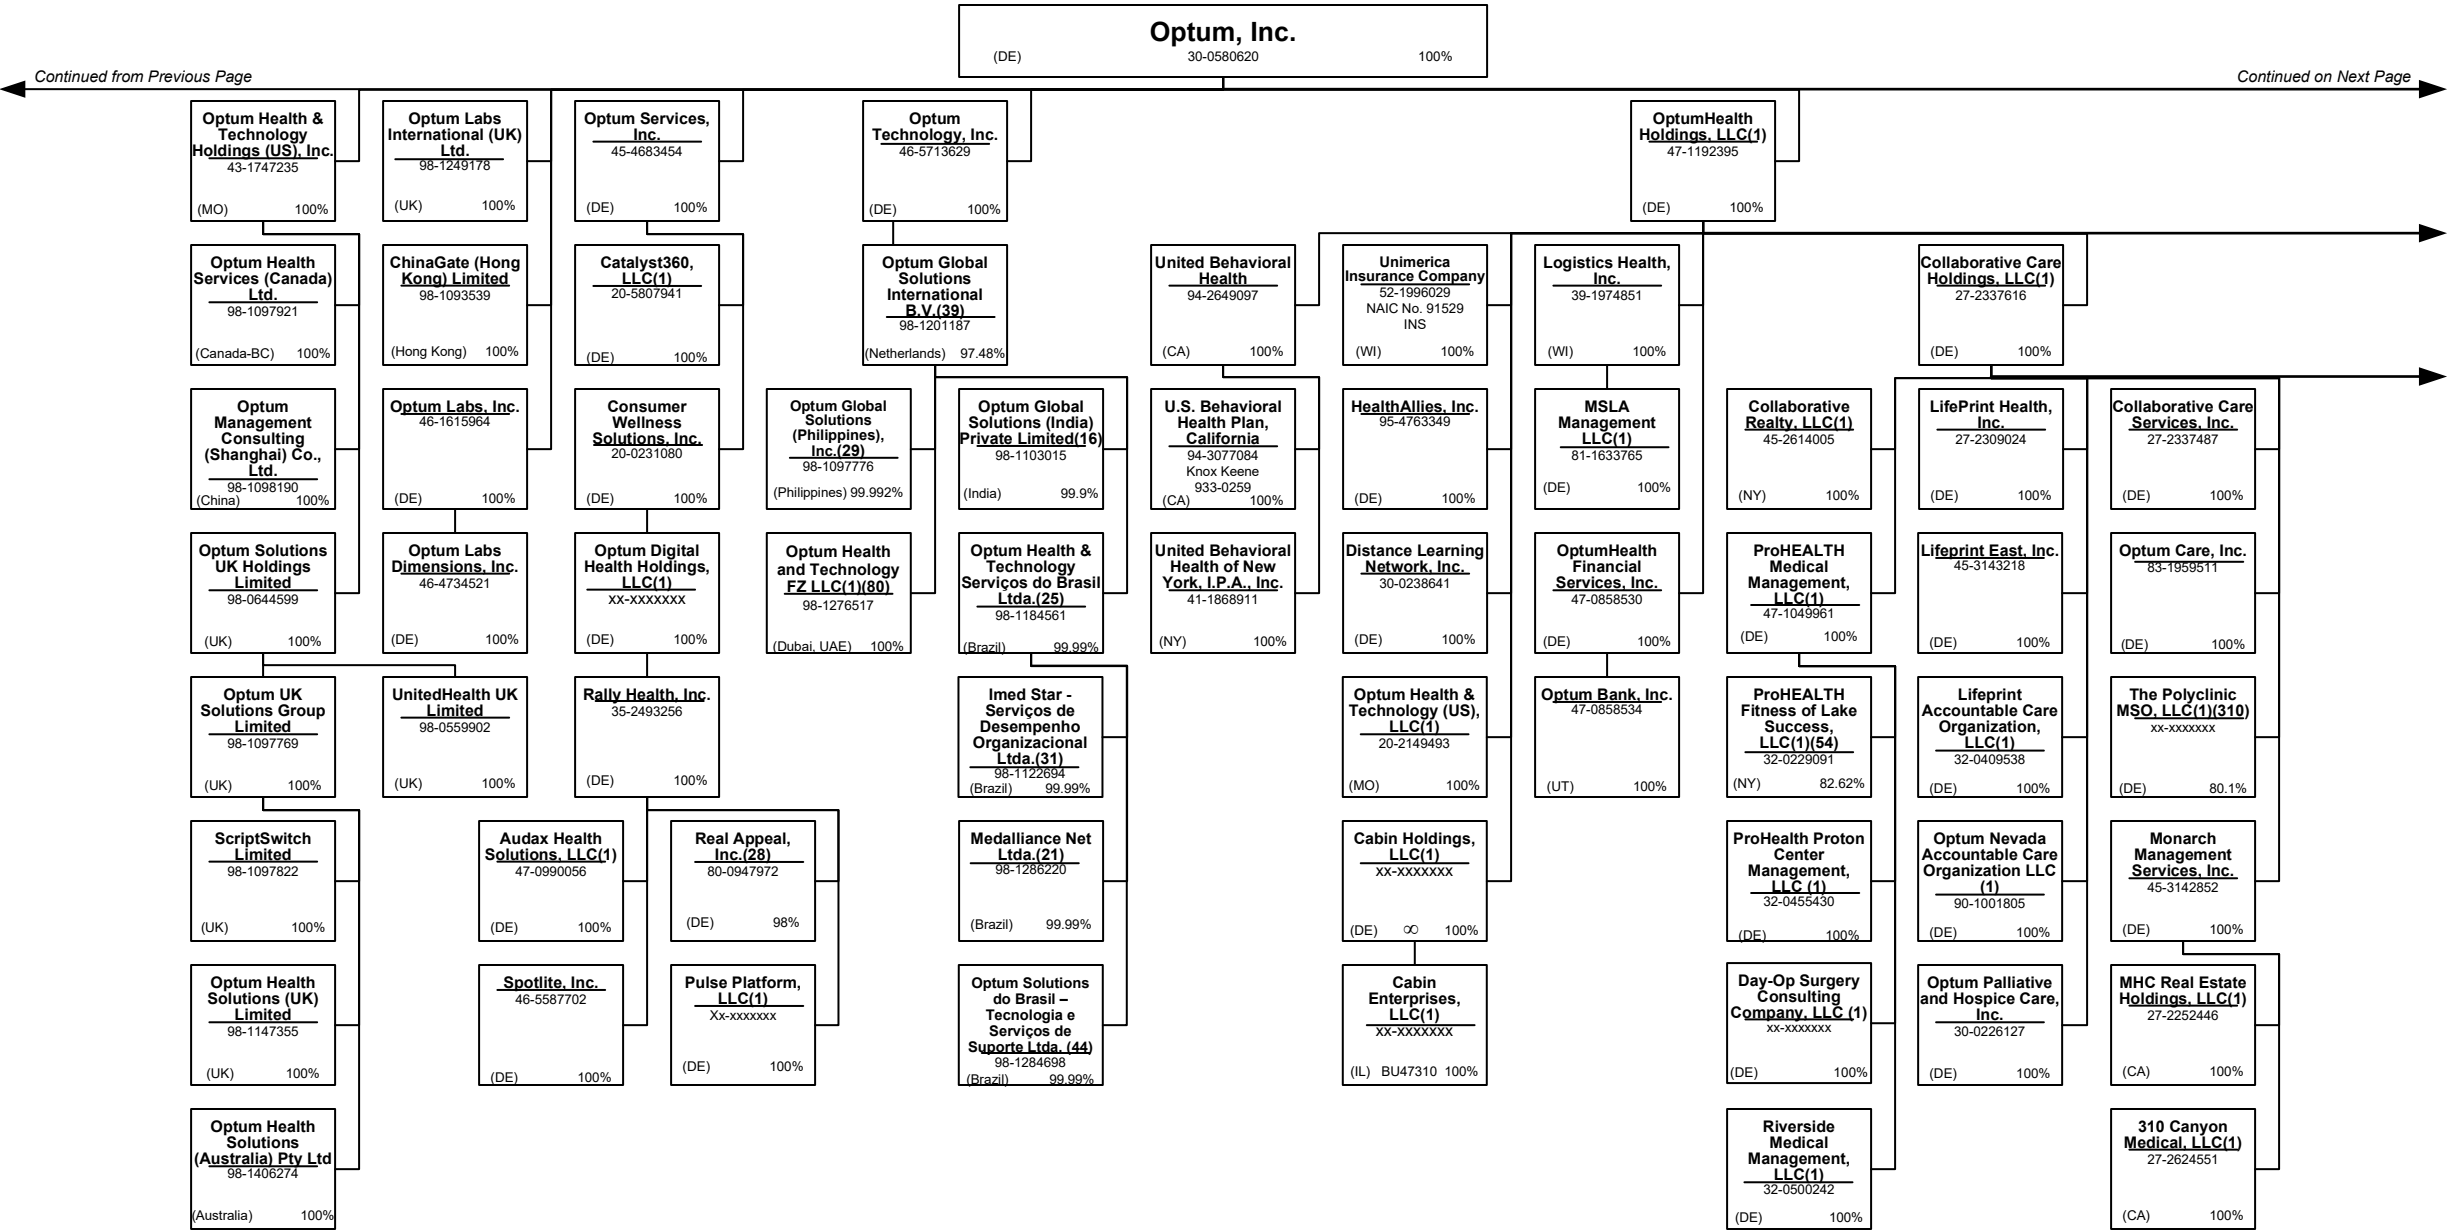 Optum, Inc.
(DE) 30-0580620 100%
Continued from Previous Page
Continued on Next Page
Optum Health &
Technology
Holdings (US), Inc.
43-1747235
(MO) 100%
Optum Labs
International (UK)
Ltd.
98-1249178
(UK) 100%
Optum Services,
Inc.
45-4683454
(DE) 100%
Optum
Technology, Inc.
46-5713629
(DE) 100%
OptumHealth
Holdings, LLC(1)
47-1192395
(DE) 100%
Optum Health
Services (Canada)
Ltd.
98-1097921
(Canada-BC) 100%
ChinaGate (Hong
Kong) Limited
98-1093539
(Hong Kong) 100%
Catalyst360,
LLC(1)
20-5807941
(DE) 100%
Optum Global
Solutions
International
B.V.(39)
98-1201187
(Netherlands) 97.48%
United Behavioral
Health
94-2649097
(CA) 100%
Unimerica
Insurance Company
52-1996029
NAIC No. 91529
INS
(WI) 100%
Logistics Health,
Inc.
39-1974851
(WI) 100%
Collaborative Care
Holdings, LLC(1)
27-2337616
(DE) 100%
Optum
Management
Consulting
(Shanghai) Co.,
Ltd.
98-1098190
(China) 100%
Optum Labs, Inc.
46-1615964
(DE) 100%
Consumer
Wellness
Solutions, Inc.
20-0231080
(DE) 100%
Optum Global
Solutions
(Philippines),
Inc.(29)
98-1097776
(Philippines) 99.992%
Optum Global
Solutions (India)
Private Limited(16)
98-1103015
(India) 99.9%
U.S. Behavioral
Health Plan,
California
94-3077084
Knox Keene
933-0259
(CA) 100%
HealthAllies, Inc.
95-4763349
(DE) 100%
MSLA
Management
LLC(1)
81-1633765
(DE) 100%
Collaborative
Realty, LLC(1)
45-2614005
(NY) 100%
LifePrint Health,
Inc.
27-2309024
(DE) 100%
Collaborative Care
Services, Inc.
27-2337487
(DE) 100%
Optum Solutions
UK Holdings
Limited
98-0644599
(UK) 100%
Optum Labs
Dimensions, Inc.
46-4734521
(DE) 100%
Optum Digital
Health Holdings,
LLC(1)
xx-xxxxxxx
(DE) 100%
Optum Health
and Technology
FZ LLC(1)(80)
98-1276517
(Dubai, UAE) 100%
Optum Health &
Technology
Serviços do Brasil
Ltda.(25)
98-1184561
(Brazil) 99.99%
United Behavioral
Health of New
York, I.P.A., Inc.
41-1868911
(NY) 100%
Distance Learning
Network, Inc.
30-0238641
(DE) 100%
OptumHealth
Financial
Services, Inc.
47-0858530
(DE) 100%
ProHEALTH
Medical
Management,
LLC(1)
47-1049961
(DE) 100%
Lifeprint East, Inc.
45-3143218
(DE) 100%
Optum Care, Inc.
83-1959511
(DE) 100%
Optum UK
Solutions Group
Limited
98-1097769
(UK) 100%
UnitedHealth UK
Limited
98-0559902
(UK) 100%
Rally Health, Inc.
35-2493256
(DE) 100%
Imed Star -
Serviços de
Desempenho
Organizacional
Ltda.(31)
98-1122694
(Brazil) 99.99%
Optum Health &
Technology (US),
LLC(1)
20-2149493
(MO) 100%
Optum Bank, Inc.
47-0858534
(UT) 100%
ProHEALTH
Fitness of Lake
Success,
LLC(1)(54)
32-0229091
(NY) 82.62%
Lifeprint
Accountable Care
Organization,
LLC(1)
32-0409538
(DE) 100%
The Polyclinic
MSO, LLC(1)(310)
xx-xxxxxxx
(DE) 80.1%
ScriptSwitch
Limited
98-1097822
(UK) 100%
Audax Health
Solutions, LLC(1)
47-0990056
(DE) 100%
Real Appeal,
Inc.(28)
80-0947972
(DE) 98%
Medalliance Net
Ltda.(21)
98-1286220
(Brazil) 99.99%
Cabin Holdings,
LLC(1)
xx-xxxxxxx
(DE) ∞ 100%
ProHealth Proton
Center
Management,
LLC (1)
32-0455430
(DE) 100%
Optum Nevada
Accountable Care
Organization LLC
(1)
90-1001805
(DE) 100%
Monarch
Management
Services, Inc.
45-3142852
(DE) 100%
Optum Health
Solutions (UK)
Limited
98-1147355
(UK) 100%
Spotlite, Inc.
46-5587702
(DE) 100%
Pulse Platform,
LLC(1)
Xx-xxxxxxx
(DE) 100%
Optum Solutions
do Brasil –
Tecnologia e
Serviços de
Suporte Ltda. (44)
98-1284698
(Brazil) 99.99%
Cabin
Enterprises,
LLC(1)
xx-xxxxxxx
(IL) BU47310 100%
Day-Op Surgery
Consulting
Company, LLC (1)
xx-xxxxxxx
(DE) 100%
Optum Palliative
and Hospice Care,
Inc.
30-0226127
(DE) 100%
MHC Real Estate
Holdings, LLC(1)
27-2252446
(CA) 100%
Optum Health
Solutions
(Australia) Pty Ltd
98-1406274
(Australia) 100%
Riverside
Medical
Management,
LLC(1)
32-0500242
(DE) 100%
310 Canyon
Medical, LLC(1)
27-2624551
(CA) 100%